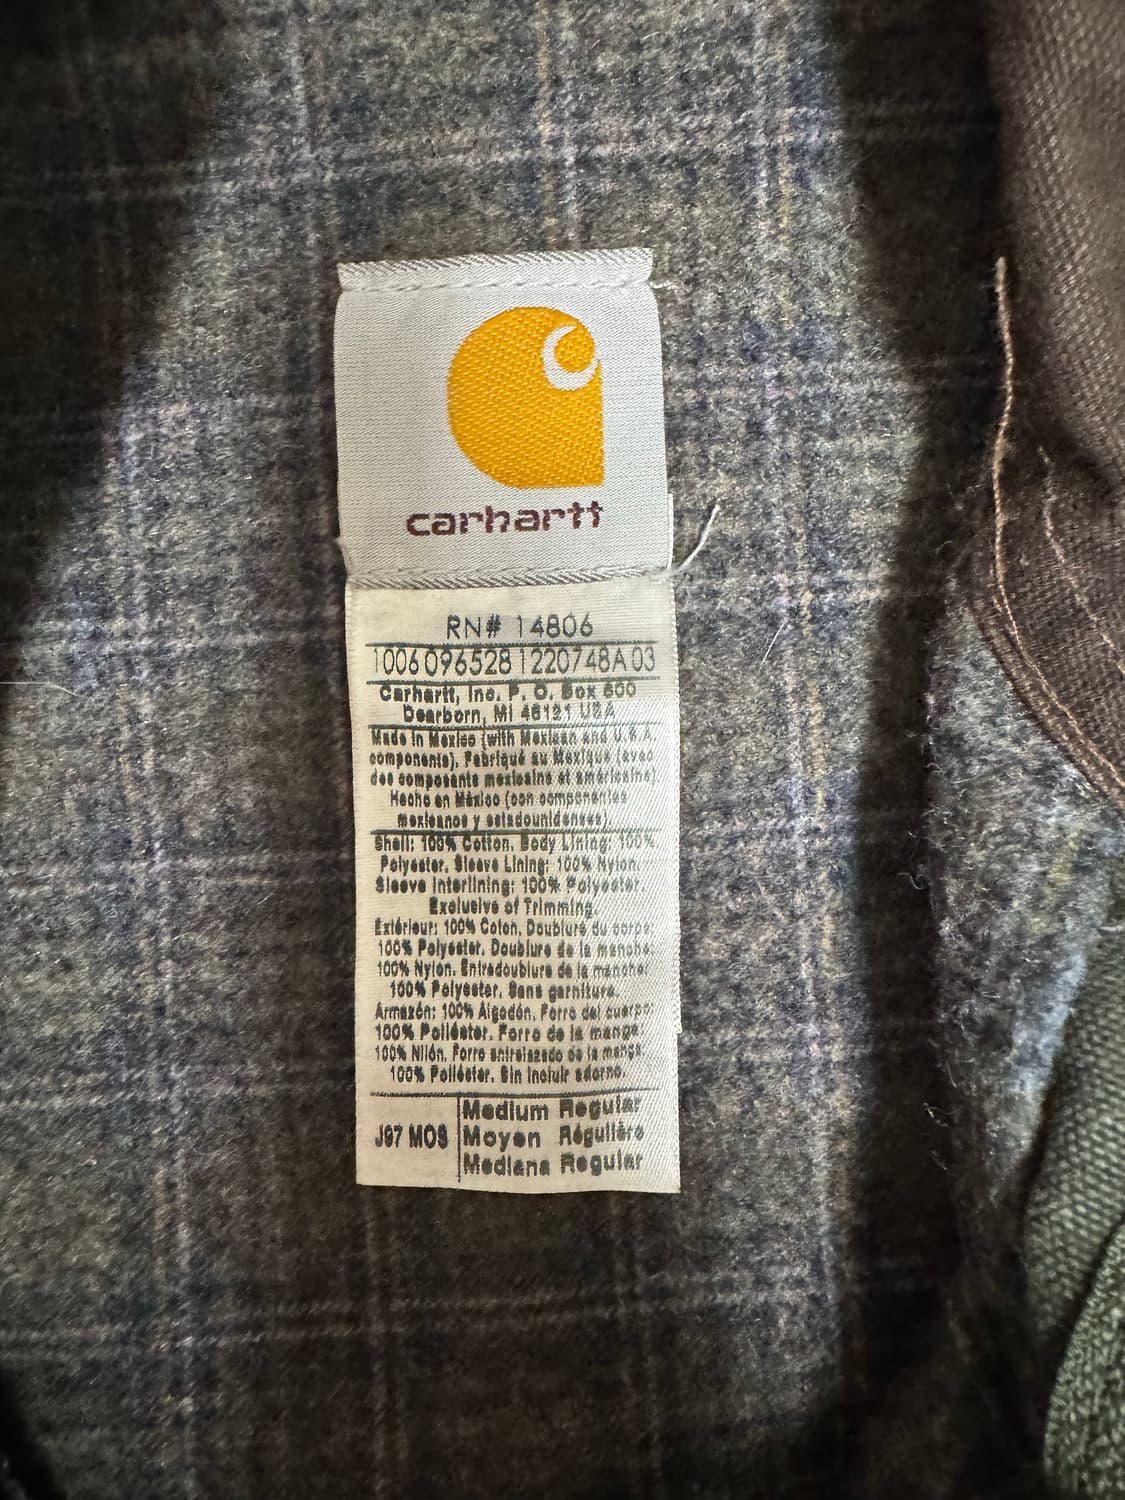 carhartt
RN# 14806
1006096528 1220748A03
Carhartt, Inc. P. O. Box 600
Dearborn, MI 48121 USA
Made in Mexico (with Mexican and U.S.A.
components). Fabriqué au Mexique (avec
des composants mexicains et américains).
Hecho en México (con componentes
mexicanos y estadounidenses).
Shell: 100% Cotton. Body Lining: 100%
Polyester. Sleeve Lining: 100% Nylon.
Sleeve Interlining: 100% Polyester.
Exclusive of Trimming.
Extérieur: 100% Coton. Doublure du corps:
100% Polyester. Doublure de la manche:
100% Nylon. Entredoublure de la manche:
100% Polyester. Sans garniture.
Armazón: 100% Algodón. Forro del cuerpo:
100% Poliéster. Forro de la manga:
100% Nilón. Forro entrelazado de la manga:
100% Poliéster. Sin incluir adorno.
J97 MOS
Medium Regular
Moyen Régulière
Mediana Regular